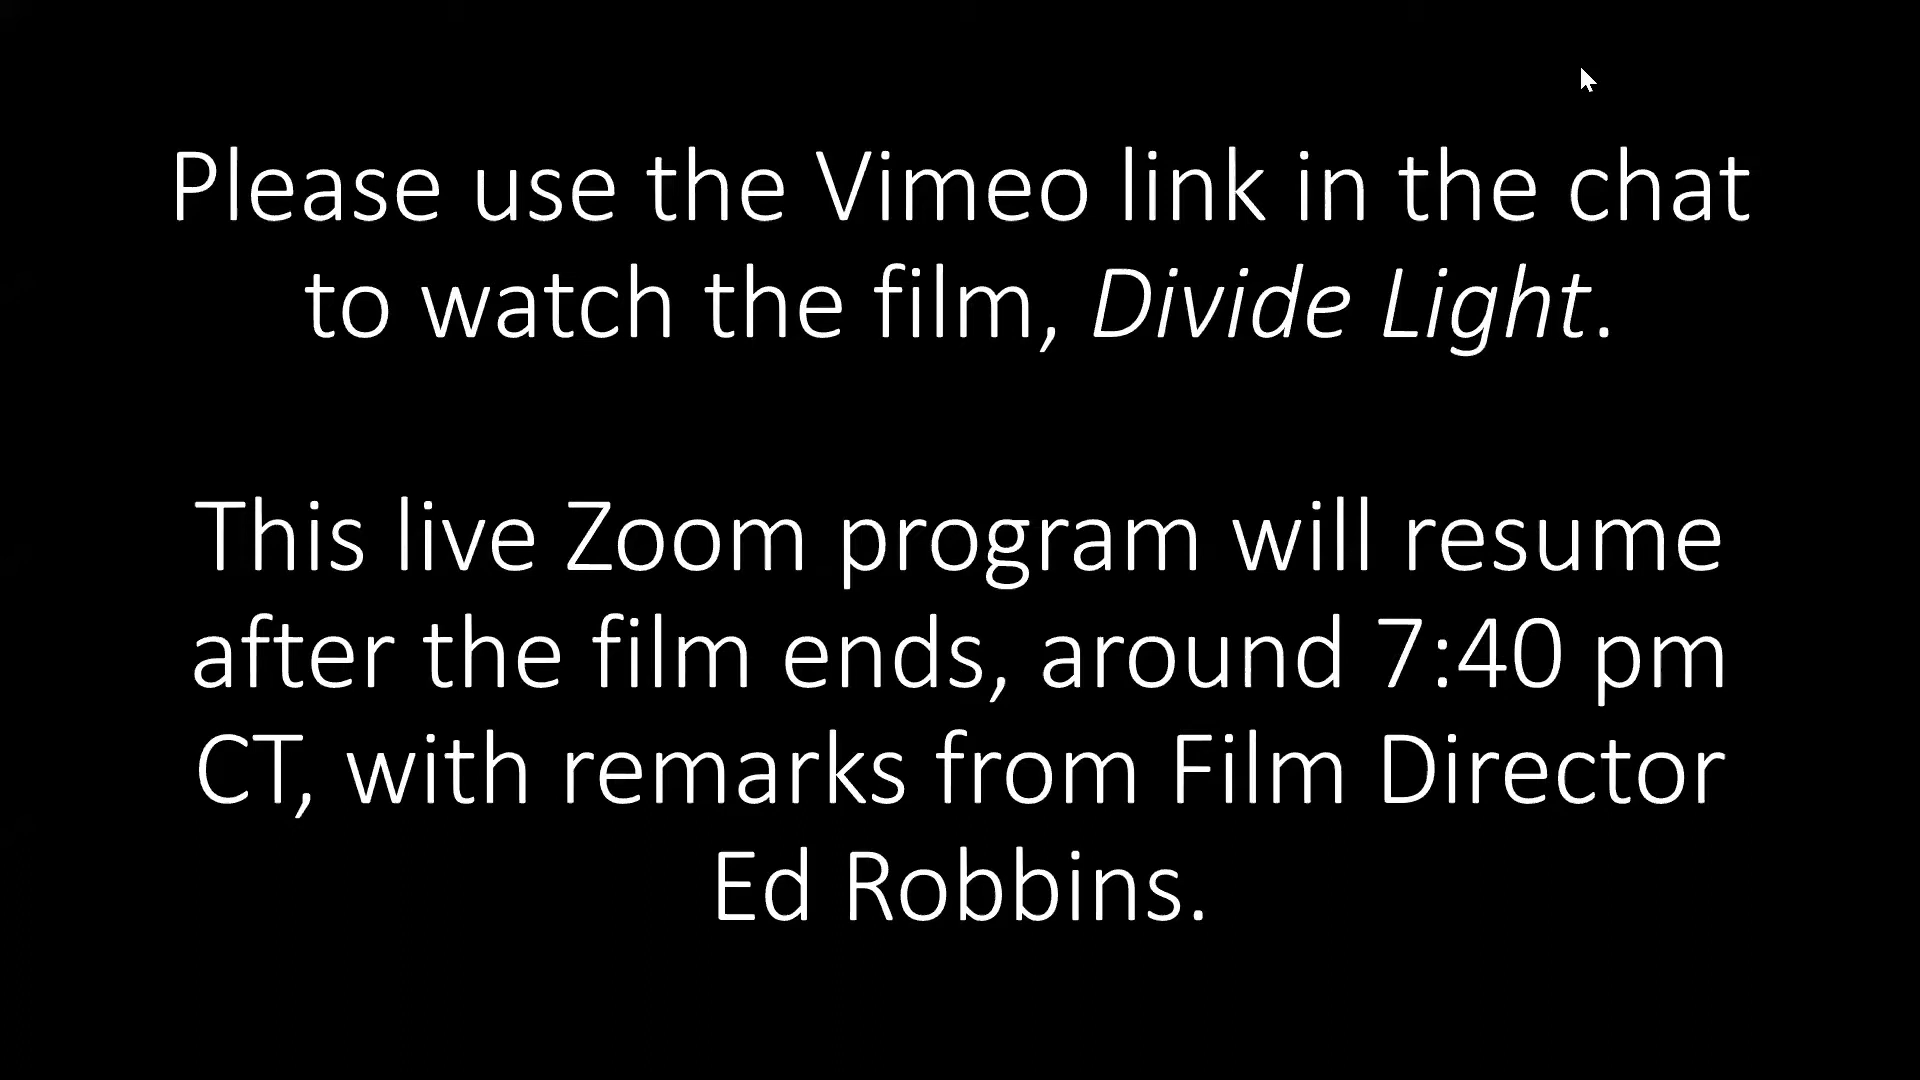 Please use the Vimeo link in the chat
to watch the film, Divide Light.
This live Zoom program will resume
after the film ends, around 7:40 pm
CT, with remarks from Film Director
Ed Robbins.